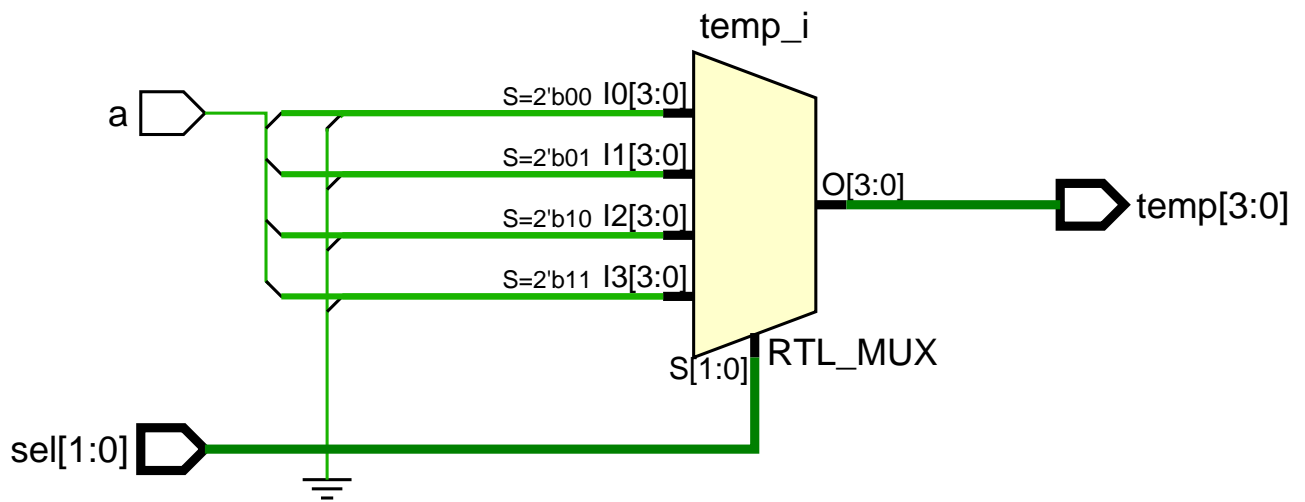 temp_i
a
S=2'b00 I0[3:0]
S=2'b01 I1[3:0]
S=2'b10 I2[3:0]
S=2'b11 I3[3:0]
O[3:0]
temp[3:0]
S[1:0]
RTL_MUX
sel[1:0]